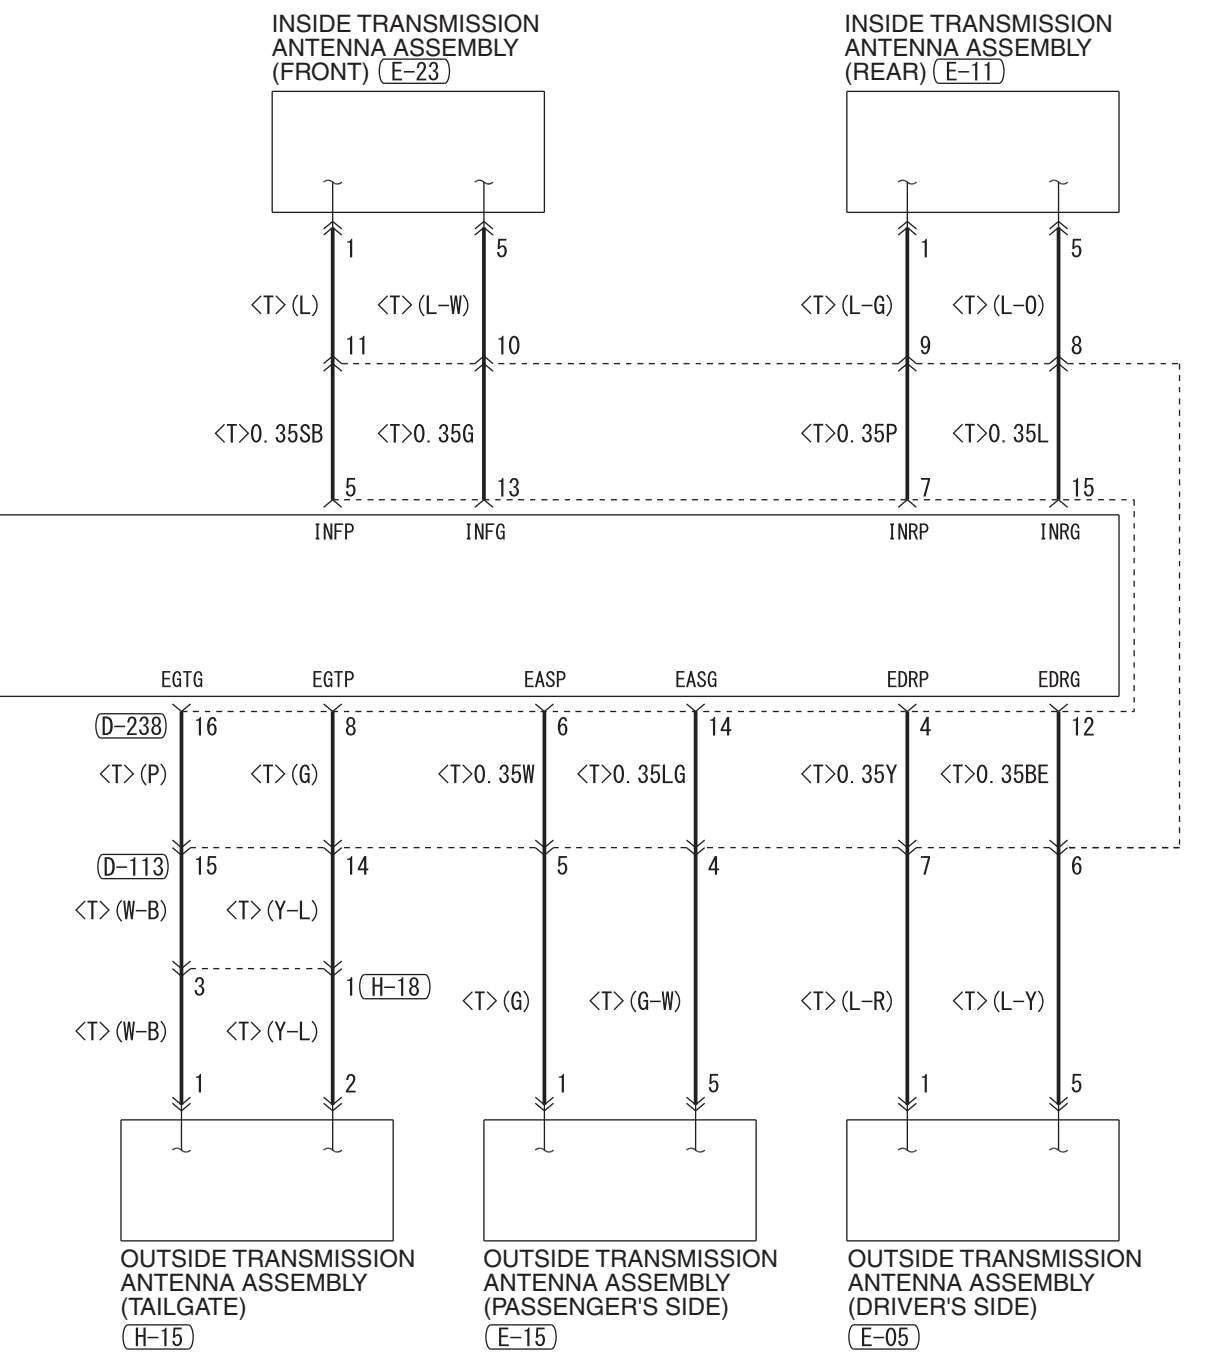 INSIDE TRANSMISSION
ANTENNA ASSEMBLY
(FRONT) E-23
INSIDE TRANSMISSION
ANTENNA ASSEMBLY
(REAR) E-11
1 5 1 5
<T>(L) <T>(L-W) <T>(L-G) <T>(L-O)
11 10 9 8
<T>0.35SB <T>0.35G <T>0.35P <T>0.35L
5 13 7 15
INFP INFG INRP INRG
EGTG EGTP EASP EASG EDRP EDRG
D-238 16 8 6 14 4 12
<T>(P) <T>(G) <T>0.35W <T>0.35LG <T>0.35Y <T>0.35BE
D-113 15 14 5 4 7 6
<T>(W-B) <T>(Y-L)
3 1 H-18
<T>(G) <T>(G-W) <T>(L-R) <T>(L-Y)
<T>(W-B) <T>(Y-L)
1 2 1 5 1 5
OUTSIDE TRANSMISSION
ANTENNA ASSEMBLY
(TAILGATE)
H-15
OUTSIDE TRANSMISSION
ANTENNA ASSEMBLY
(PASSENGER'S SIDE)
E-15
OUTSIDE TRANSMISSION
ANTENNA ASSEMBLY
(DRIVER'S SIDE)
E-05